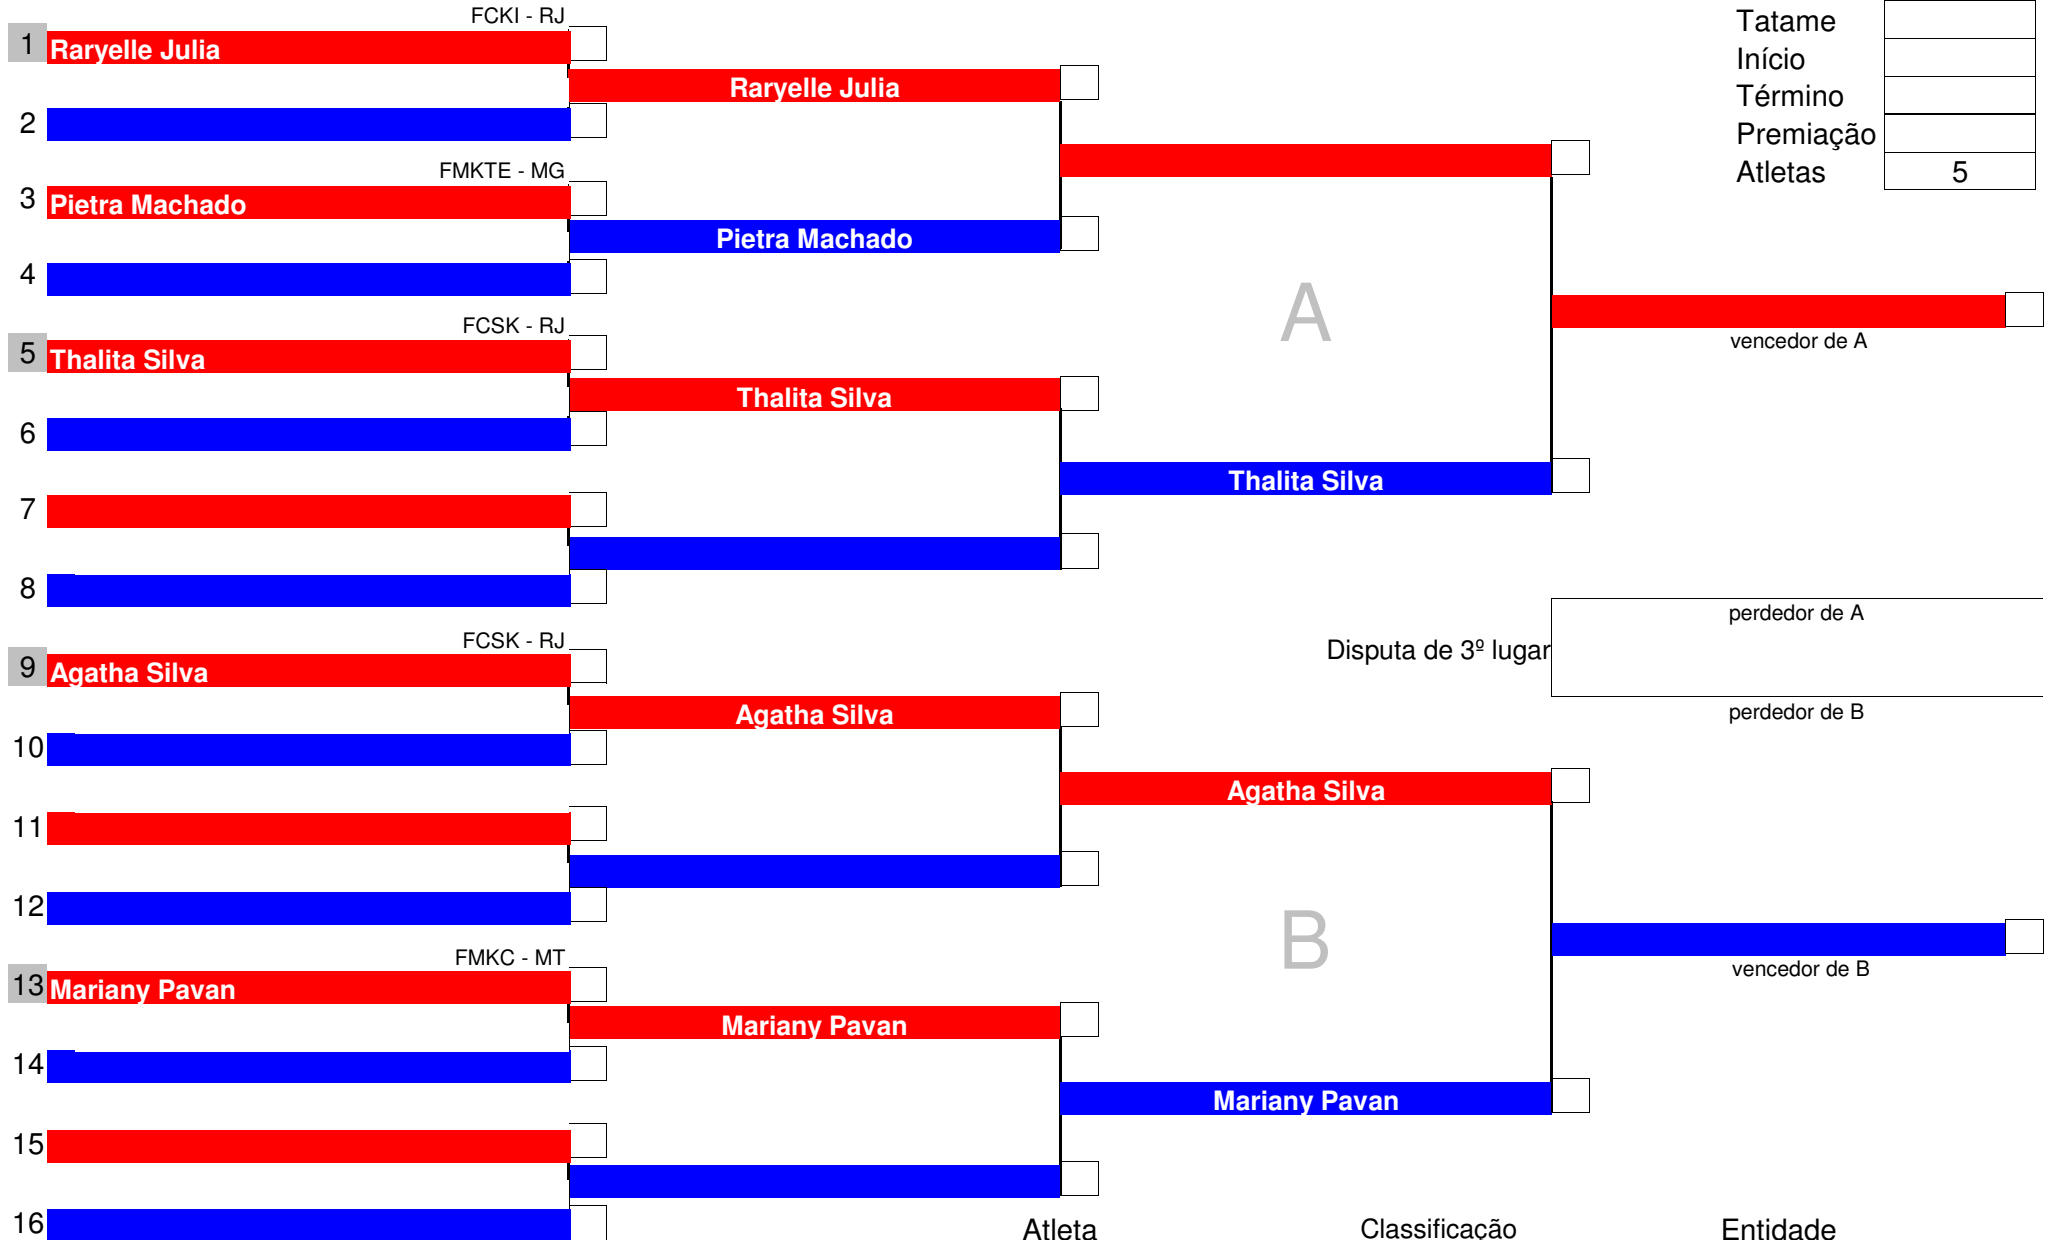 FCKI - RJ
1 Raryelle Julia
Raryelle Julia
2
FMKTE - MG
3 Pietra Machado
Pietra Machado
4
FCSK - RJ
5 Thalita Silva
Thalita Silva
6
Thalita Silva
7
8
FCSK - RJ
9 Agatha Silva
Agatha Silva
10
Agatha Silva
11
12
FMKC - MT
13 Mariany Pavan
Mariany Pavan
14
Mariany Pavan
15
16
A
B
Tatame
Início
Término
Premiação
Atletas 5
vencedor de A
perdedor de A
Disputa de 3º lugar
perdedor de B
vencedor de B
Atleta Classificação Entidade